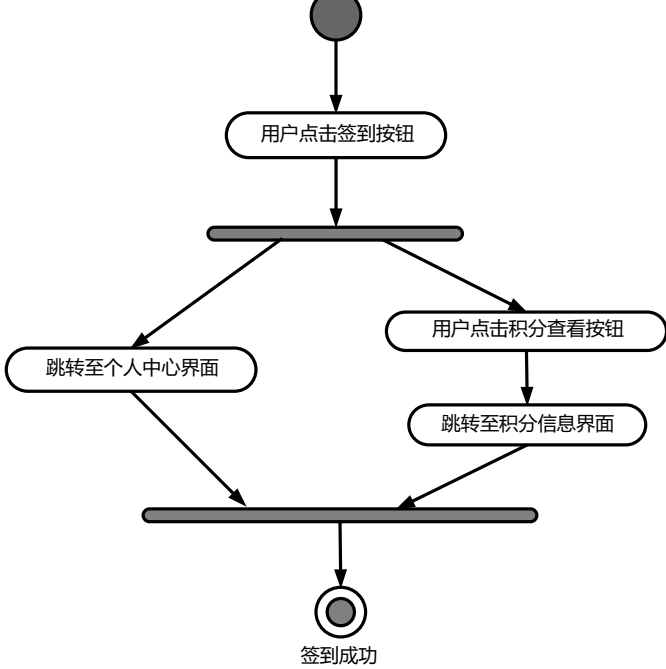 用户点击签到按钮
用户点击积分查看按钮
跳转至个人中心界面
跳转至积分信息界面
签到成功